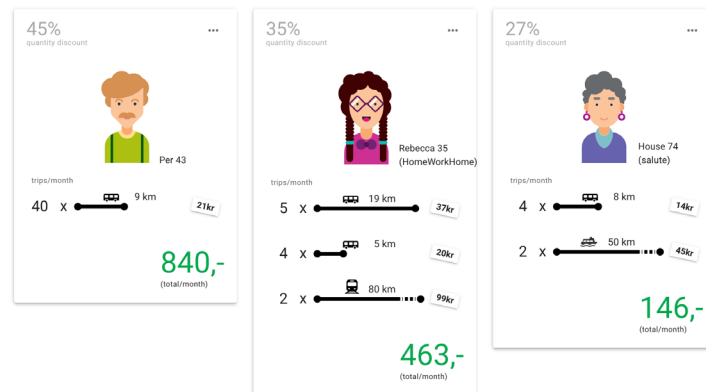 45%
quantity discount
Per 43
trips/month
40 x 9 km 21kr
840,-
(total/month)
35%
quantity discount
Rebecca 35
(HomeWorkHome)
trips/month
5 x 19 km 37kr
4 x 5 km 20kr
2 x 80 km 99kr
463,-
(total/month)
27%
quantity discount
House 74
(salute)
trips/month
4 x 8 km 14kr
2 x 50 km 45kr
146,-
(total/month)